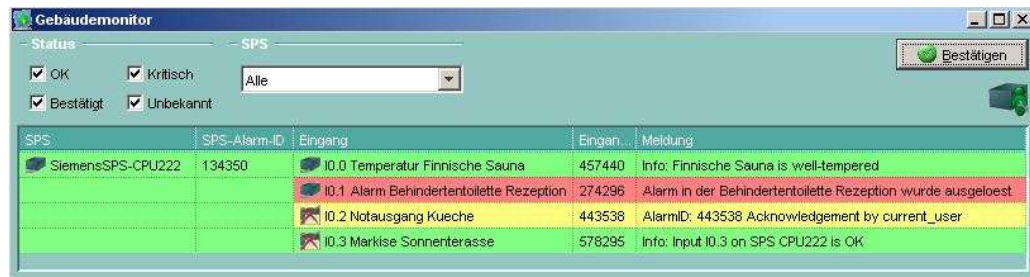 Gebäudemonitor
Status
SPS
OK
Kritisch
Alle
Bestätigen
Bestätigt
Unbekannt
SPS SPS-Alarm-ID Eingang Eingan... Meldung
SiemensSPS-CPU222 134350 I0.0 Temperatur Finnische Sauna 457440 Info: Finnische Sauna is well-tempered
I0.1 Alarm Behindertentoilette Rezeption 274296 Alarm in der Behindertentoilette Rezeption wurde ausgeloest
I0.2 Notausgang Kueche 443538 AlarmID: 443538 Acknowledgement by current_user
I0.3 Markise Sonnenterasse 578295 Info: Input I0.3 on SPS CPU222 is OK